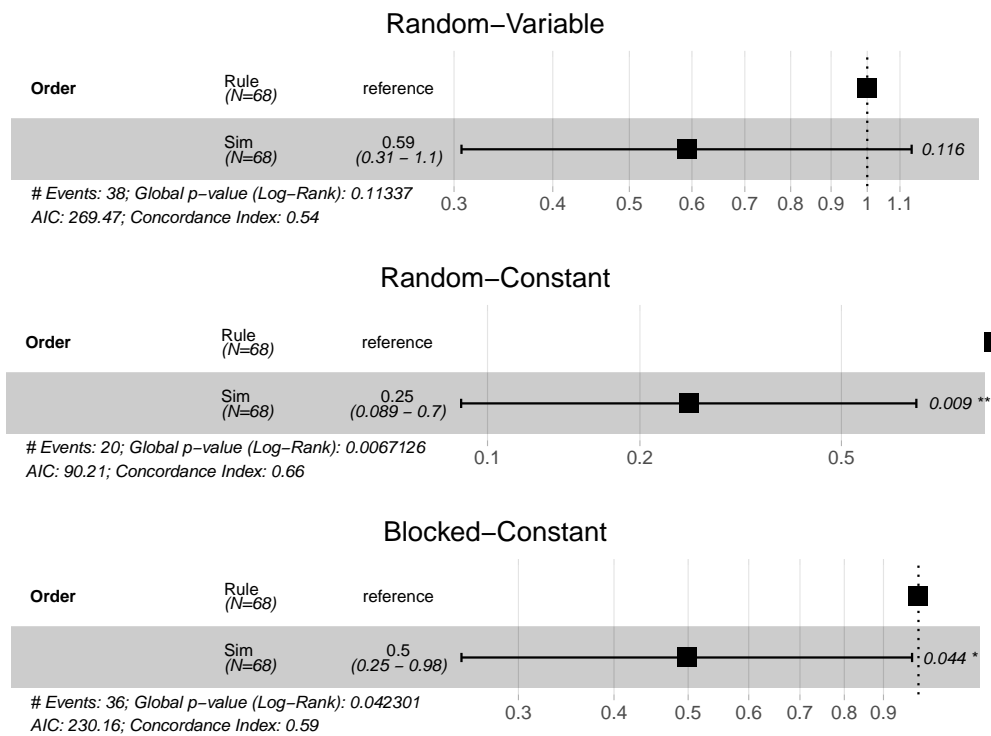 Random−Variable
Order
Rule
(N=68)
reference
Sim
(N=68)
0.59
(0.31 − 1.1)
0.116
# Events: 38; Global p−value (Log−Rank): 0.11337
AIC: 269.47; Concordance Index: 0.54
0.3 0.4 0.5 0.6 0.7 0.8 0.9 1 1.1
Random−Constant
Order
Rule
(N=68)
reference
Sim
(N=68)
0.25
(0.089 − 0.7)
0.009 **
# Events: 20; Global p−value (Log−Rank): 0.0067126
AIC: 90.21; Concordance Index: 0.66
0.1 0.2 0.5
Blocked−Constant
Order
Rule
(N=68)
reference
Sim
(N=68)
0.5
(0.25 − 0.98)
0.044 *
# Events: 36; Global p−value (Log−Rank): 0.042301
AIC: 230.16; Concordance Index: 0.59
0.3 0.4 0.5 0.6 0.7 0.8 0.9